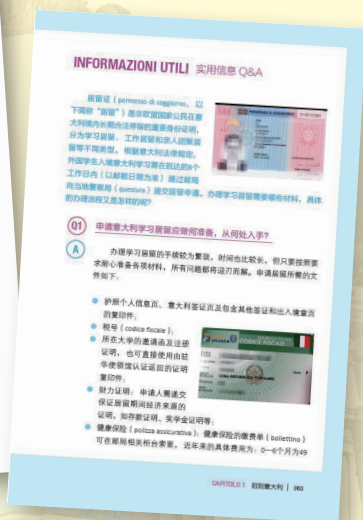 INFORMAZIONI UTILI 实用信息 Q&A
居留证（permesso di soggiorno，以
下简称“居留”）是非欧盟国家公民在意
大利境内长期合法停留的重要身份证明，
分为学习居留、工作居留和亲人团聚居
留等不同类型。根据意大利法律规定，
外国学生入境意大利学习需在到达的8个
工作日内（以邮戳日期为准）通过邮局
向当地警察局（questura）递交居留申请。办理学习居留需要哪些材料，具体
的办理流程又是怎样的呢？
Q1 申请意大利学习居留应做何准备，从何处入手？
A 办理学习居留的手续较为繁琐，时间也比较长，但只要按照要
求耐心准备各项材料，所有问题都将迎刃而解。申请居留所需的文
件如下：
● 护照个人信息页、意大利签证页及包含其他签证和出入境章页
的复印件；
● 税号（codice fiscale）；
● 所在大学的邀请函及注册
证明，也可直接使用由驻
华使领馆认证返回的证明
复印件；
● 财力证明：申请人需递交
保证居留期间经济来源的
证明，如存款证明、奖学金证明等；
● 健康保险（polizza assicurativa）：健康保险的缴费单（bollettino）
可在邮局相关柜台索要。近年来的具体费用为：0—6个月为49
CODICE FISCALE
CAPITOLO 1 初到意大利 | 063